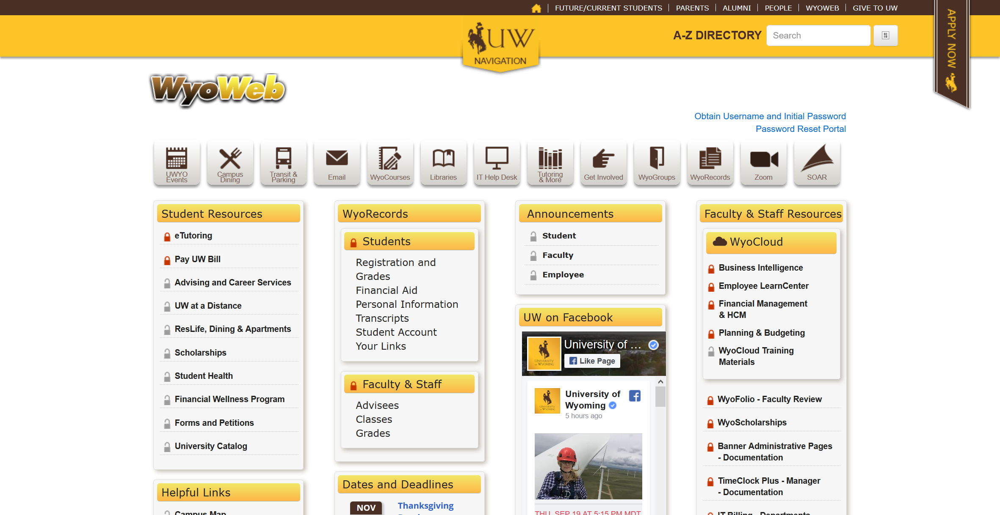 FUTURE/CURRENT STUDENTS
PARENTS
ALUMNI
PEOPLE
WYOWEB
GIVE TO UW
UW
NAVIGATION
A-Z DIRECTORY
Search
APPLY NOW
WyoWeb
Obtain Username and Initial Password
Password Reset Portal
UWYO
Events
Campus
Dining
Transit &
Parking
Email
WyoCourses
Libraries
IT Help Desk
Tutoring
& More
Get Involved
WyoGroups
WyoRecords
Zoom
SOAR
Student Resources
eTutoring
Pay UW Bill
Advising and Career Services
UW at a Distance
ResLife, Dining & Apartments
Scholarships
Student Health
Financial Wellness Program
Forms and Petitions
University Catalog
Helpful Links
Campus Map
WyoRecords
Students
Registration and
Grades
Financial Aid
Personal Information
Transcripts
Student Account
Your Links
Faculty & Staff
Advisees
Classes
Grades
Dates and Deadlines
NOV
Thanksgiving
Announcements
Student
Faculty
Employee
UW on Facebook
University of ...
Like Page
University of
Wyoming
5 hours ago
THU, SEP 19 AT 5:15 PM MDT
Faculty & Staff Resources
WyoCloud
Business Intelligence
Employee LearnCenter
Financial Management
& HCM
Planning & Budgeting
WyoCloud Training
Materials
WyoFolio - Faculty Review
WyoScholarships
Banner Administrative Pages
- Documentation
TimeClock Plus - Manager
- Documentation
IT Billing - Departments